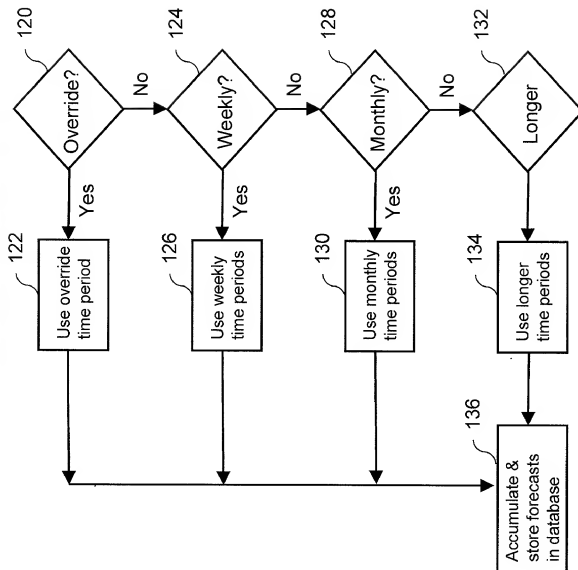 120
Override?
Yes
No
122
Use override
time period
124
Weekly?
Yes
No
126
Use weekly
time periods
128
Monthly?
Yes
No
130
Use monthly
time periods
132
Longer
134
Use longer
time periods
136
Accumulate &
store forecasts
in database